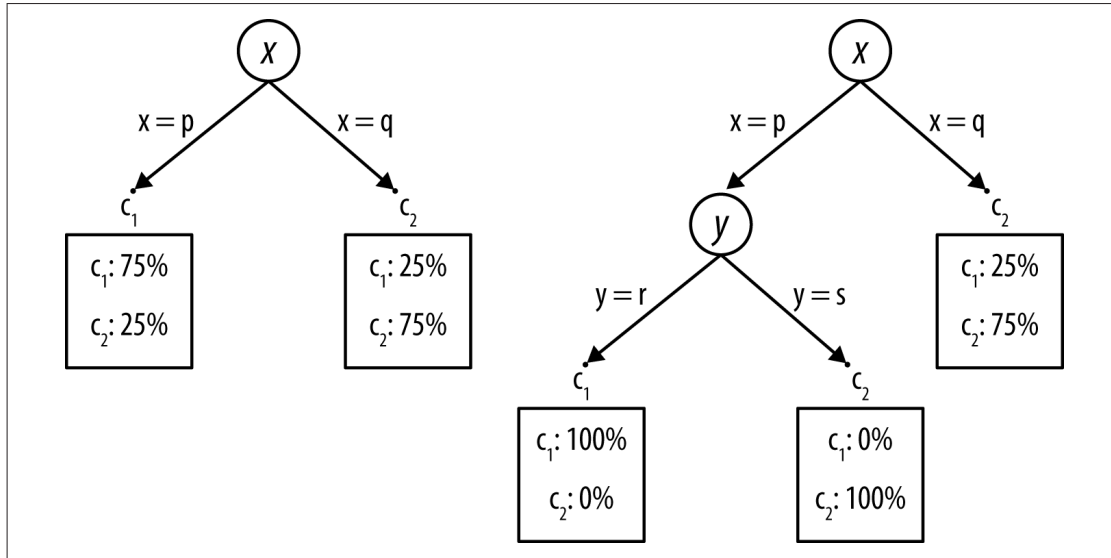 x
x = p
x = q
c₁
c₁: 75%
c₂: 25%
c₂
c₁: 25%
c₂: 75%
x
x = p
x = q
y
y = r
y = s
c₁
c₁: 100%
c₂: 0%
c₂
c₁: 0%
c₂: 100%
c₂
c₁: 25%
c₂: 75%